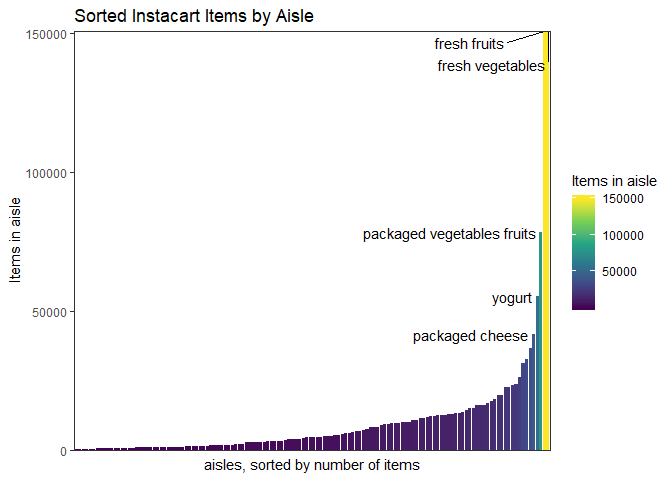 Sorted Instacart Items by Aisle
150000
100000
50000
0
Items in aisle
fresh fruits
fresh vegetables
packaged vegetables fruits
yogurt
packaged cheese
aisles, sorted by number of items
Items in aisle
150000
100000
50000